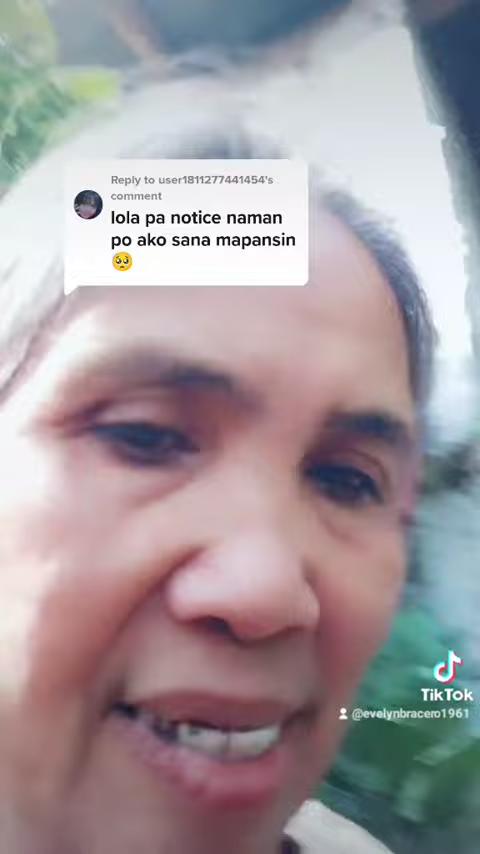 Reply to user1811277441454's
comment
lola pa notice naman
po ako sana mapansin
🥺
TikTok
@evelynbracero1961